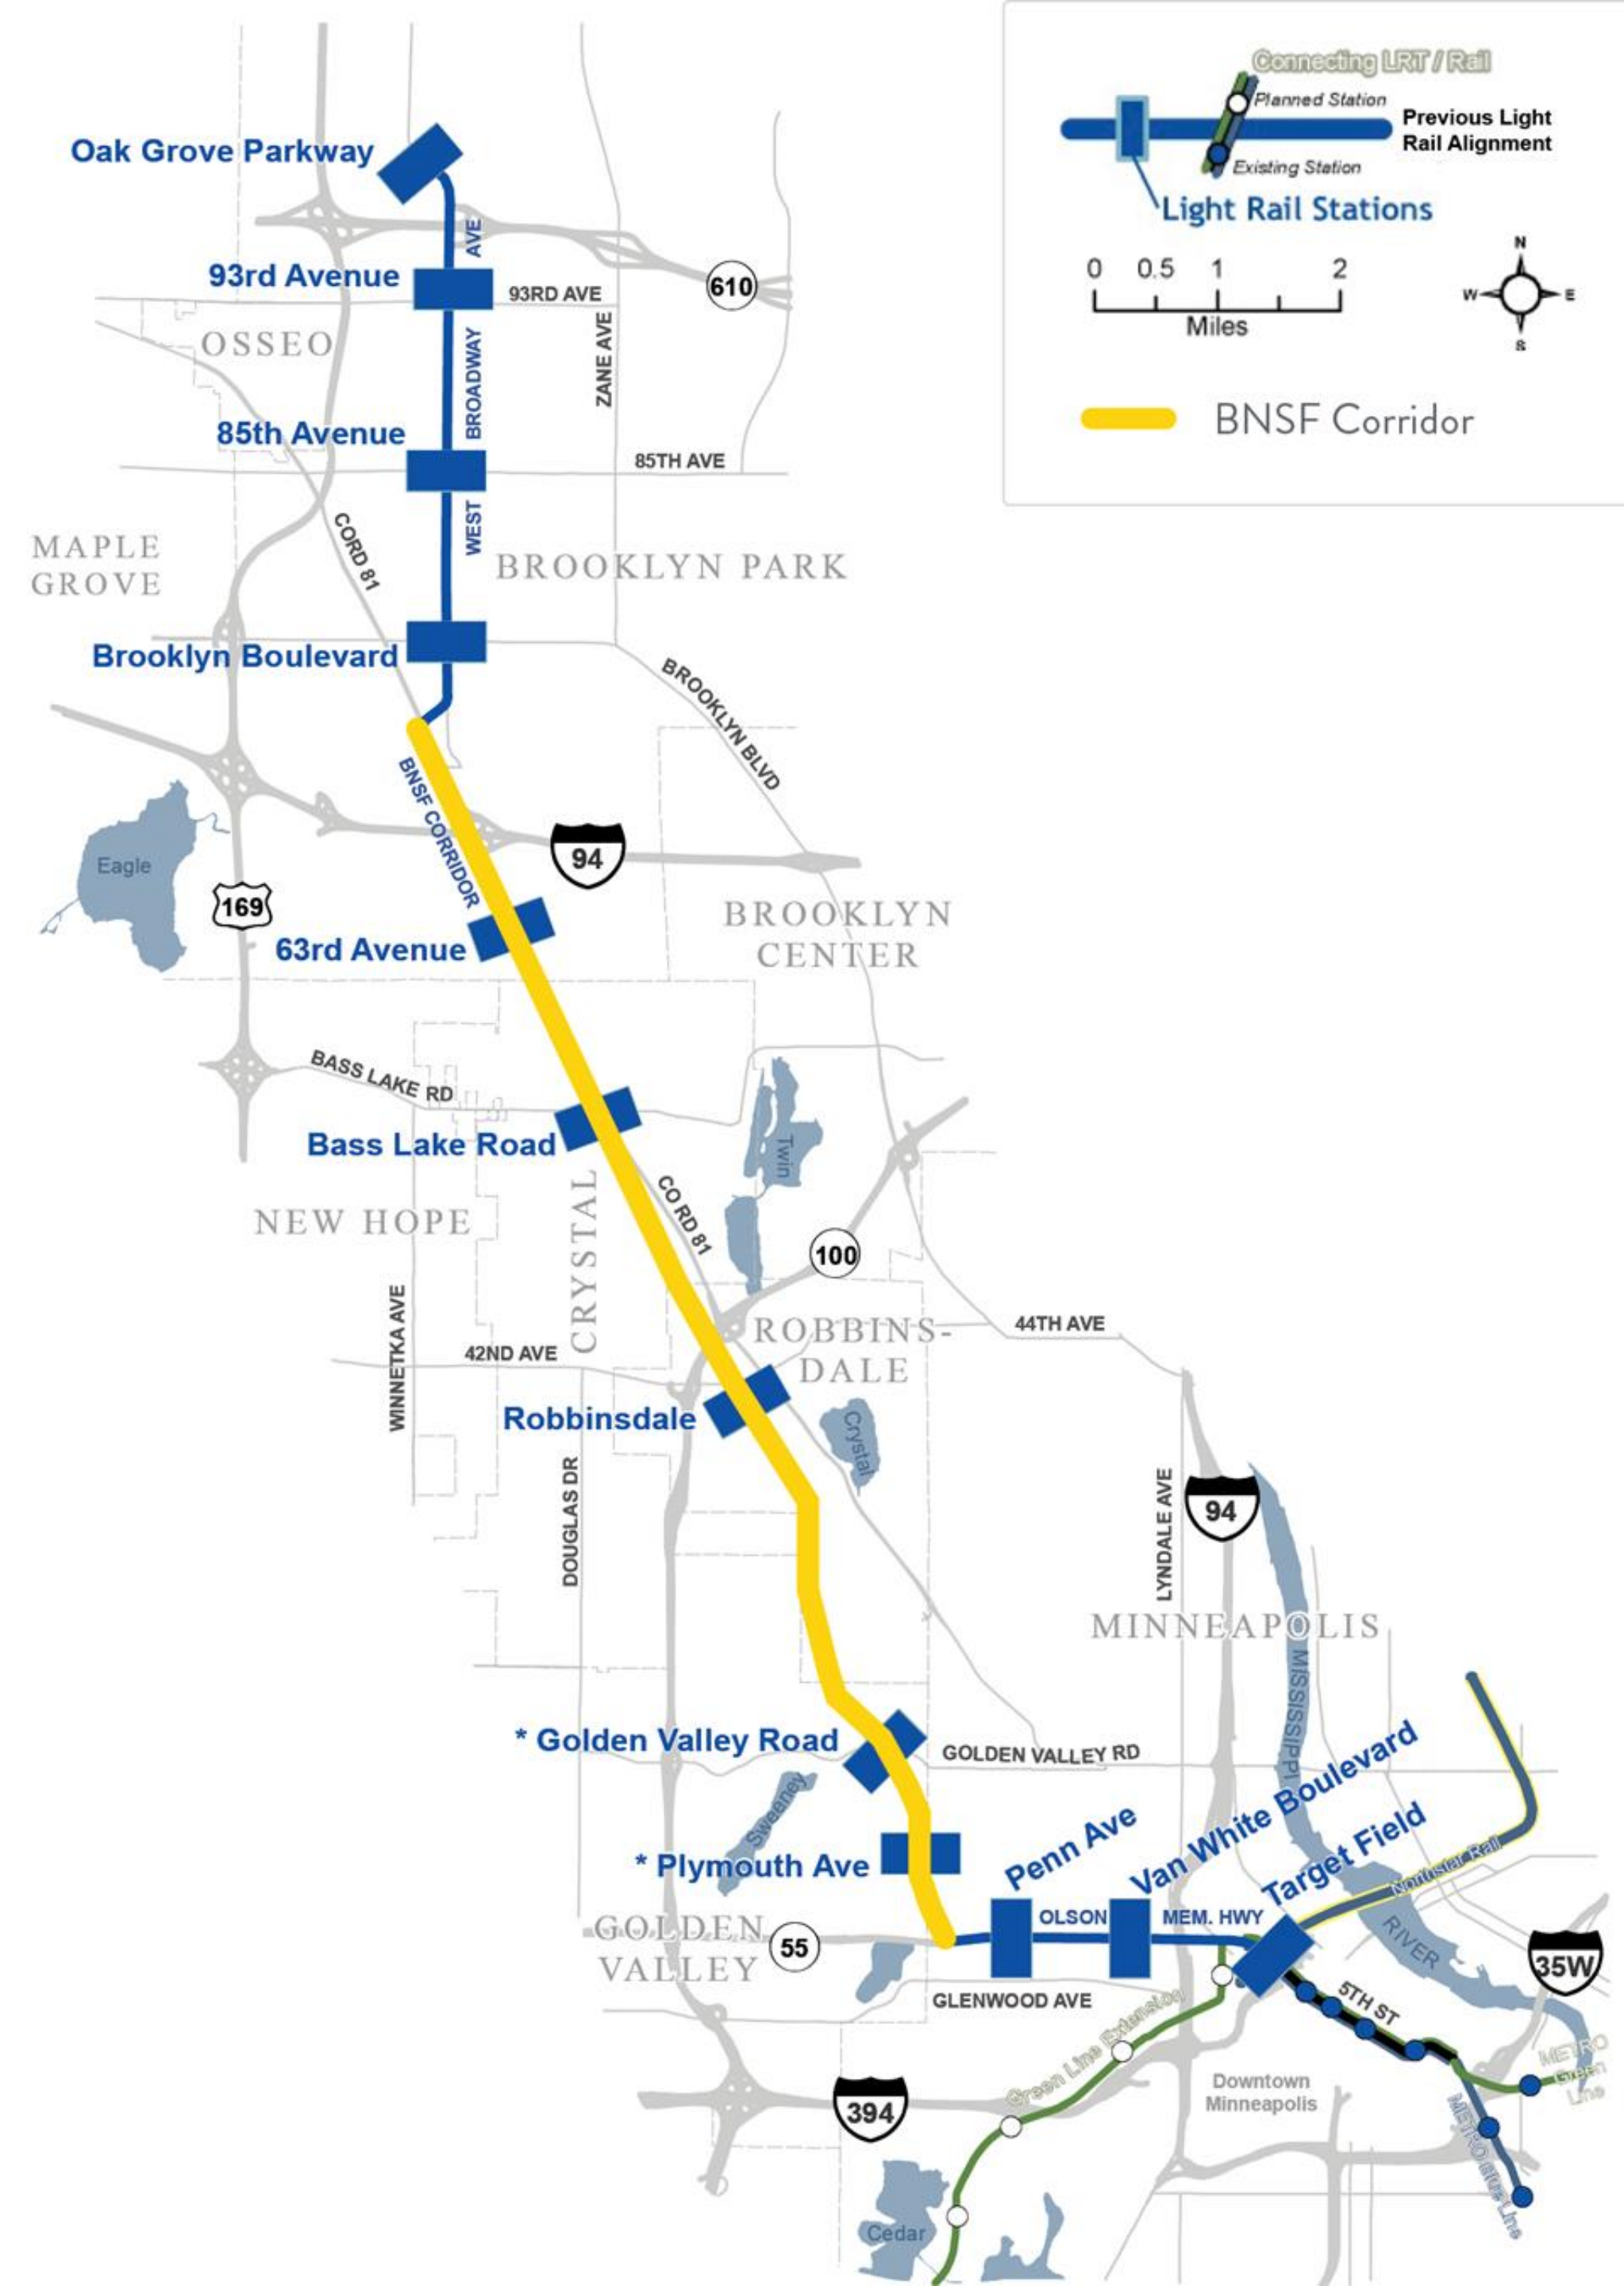 Connecting LRT / Rail
Planned Station
Previous Light
Rail Alignment
Existing Station
Light Rail Stations
0 0.5 1 2
Miles
N
W E
S
BNSF Corridor
Oak Grove Parkway
AVE
93rd Avenue
93RD AVE
610
OSSEO
BROADWAY
ZANE AVE
85th Avenue
85TH AVE
WEST
CORD 81
MAPLE
GROVE
BROOKLYN PARK
Brooklyn Boulevard
BROOKLYN BLVD
BNSF CORRIDOR
94
Eagle
169
63rd Avenue
BROOKLYN
CENTER
BASS LAKE RD
Bass Lake Road
Twin
NEW HOPE
CRYSTAL
CO RD 81
100
WINNETKA AVE
42ND AVE
ROBBINS-
DALE
44TH AVE
Robbinsdale
Crystal
DOUGLAS DR
LYNDALE AVE
94
MINNEAPOLIS
MISSISSIPPI
* Golden Valley Road
GOLDEN VALLEY RD
Sweeney
* Plymouth Ave
Penn Ave
Van White Boulevard
Target Field
Northstar Rail
OLSON
MEM. HWY
GOLDEN
VALLEY
55
RIVER
35W
GLENWOOD AVE
5TH ST
Green Line Extension
METRO
Green
Line
Downtown
Minneapolis
394
METRO Blue Line
Cedar